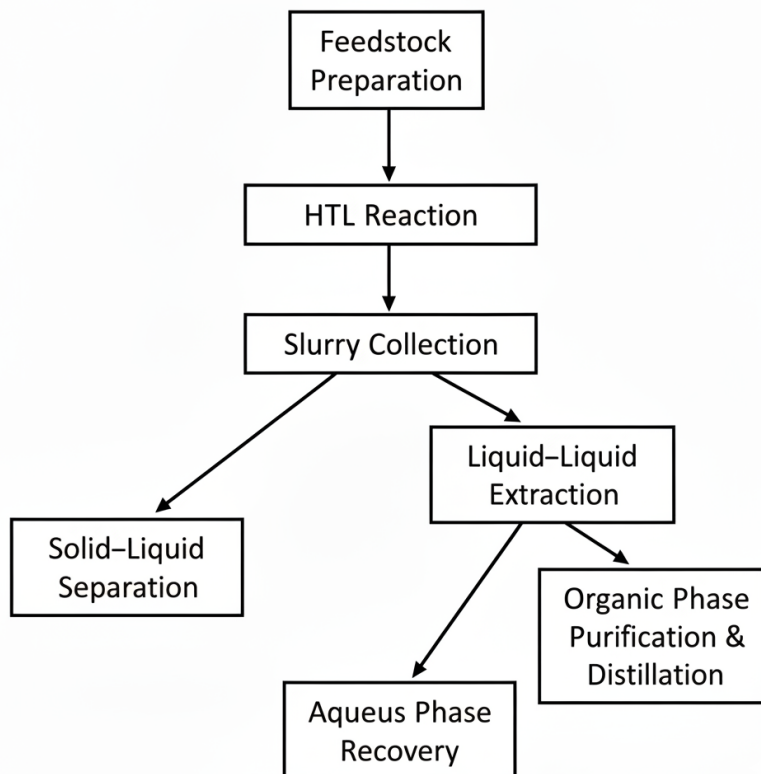 Feedstock
Preparation
HTL Reaction
Slurry Collection
Liquid–Liquid
Extraction
Solid–Liquid
Separation
Organic Phase
Purification &
Distillation
Aqueus Phase
Recovery